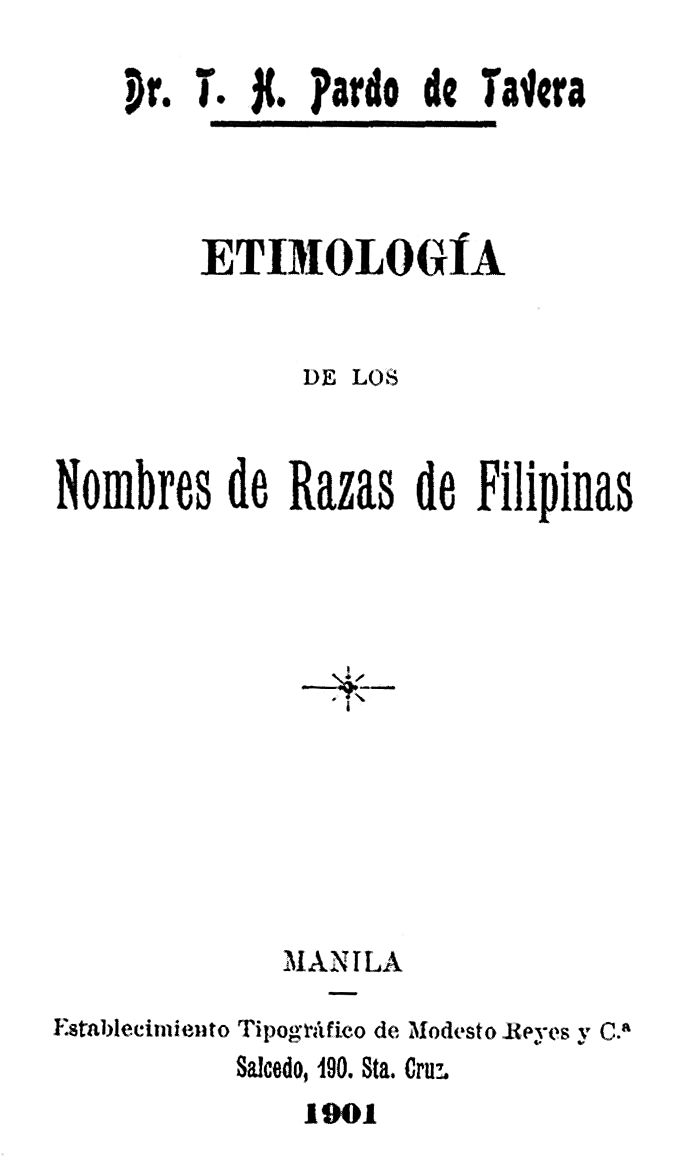 Dr. T. H. Pardo de Tavera
ETIMOLOGÍA
DE LOS
Nombres de Razas de Filipinas
MANILA
Establecimiento Tipográfico de Modesto Reyes y C.ª
Salcedo, 190. Sta. Cruz.
1901